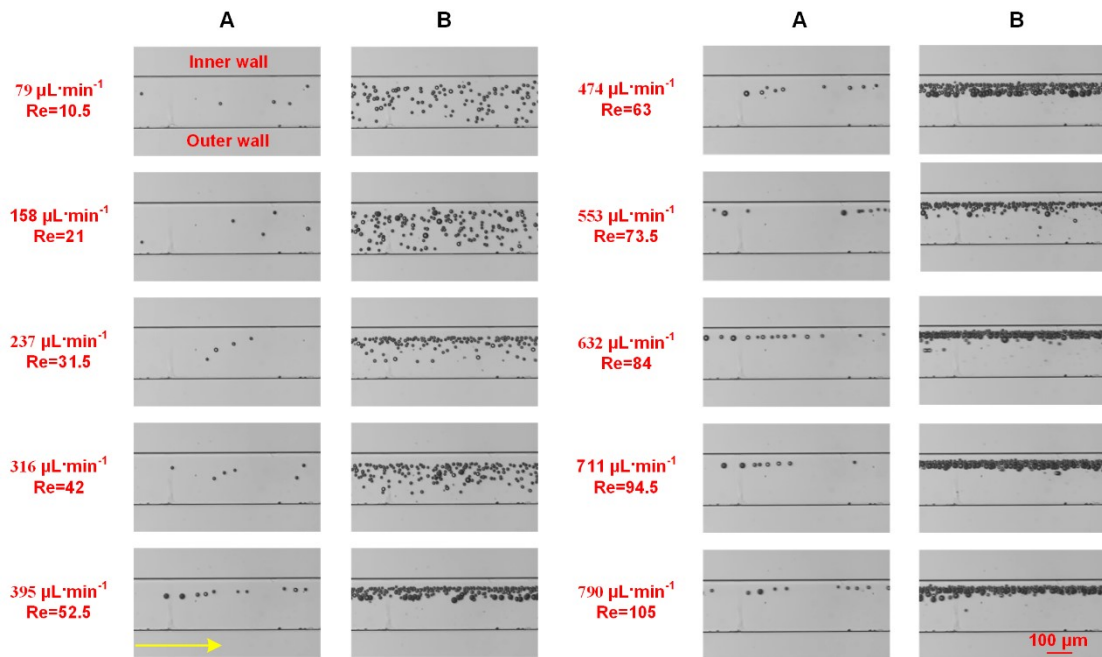 A
B
A
B
79 μL·min⁻¹
Re=10.5
Inner wall
Outer wall
474 μL·min⁻¹
Re=63
158 μL·min⁻¹
Re=21
553 μL·min⁻¹
Re=73.5
237 μL·min⁻¹
Re=31.5
632 μL·min⁻¹
Re=84
316 μL·min⁻¹
Re=42
711 μL·min⁻¹
Re=94.5
395 μL·min⁻¹
Re=52.5
790 μL·min⁻¹
Re=105
100 μm